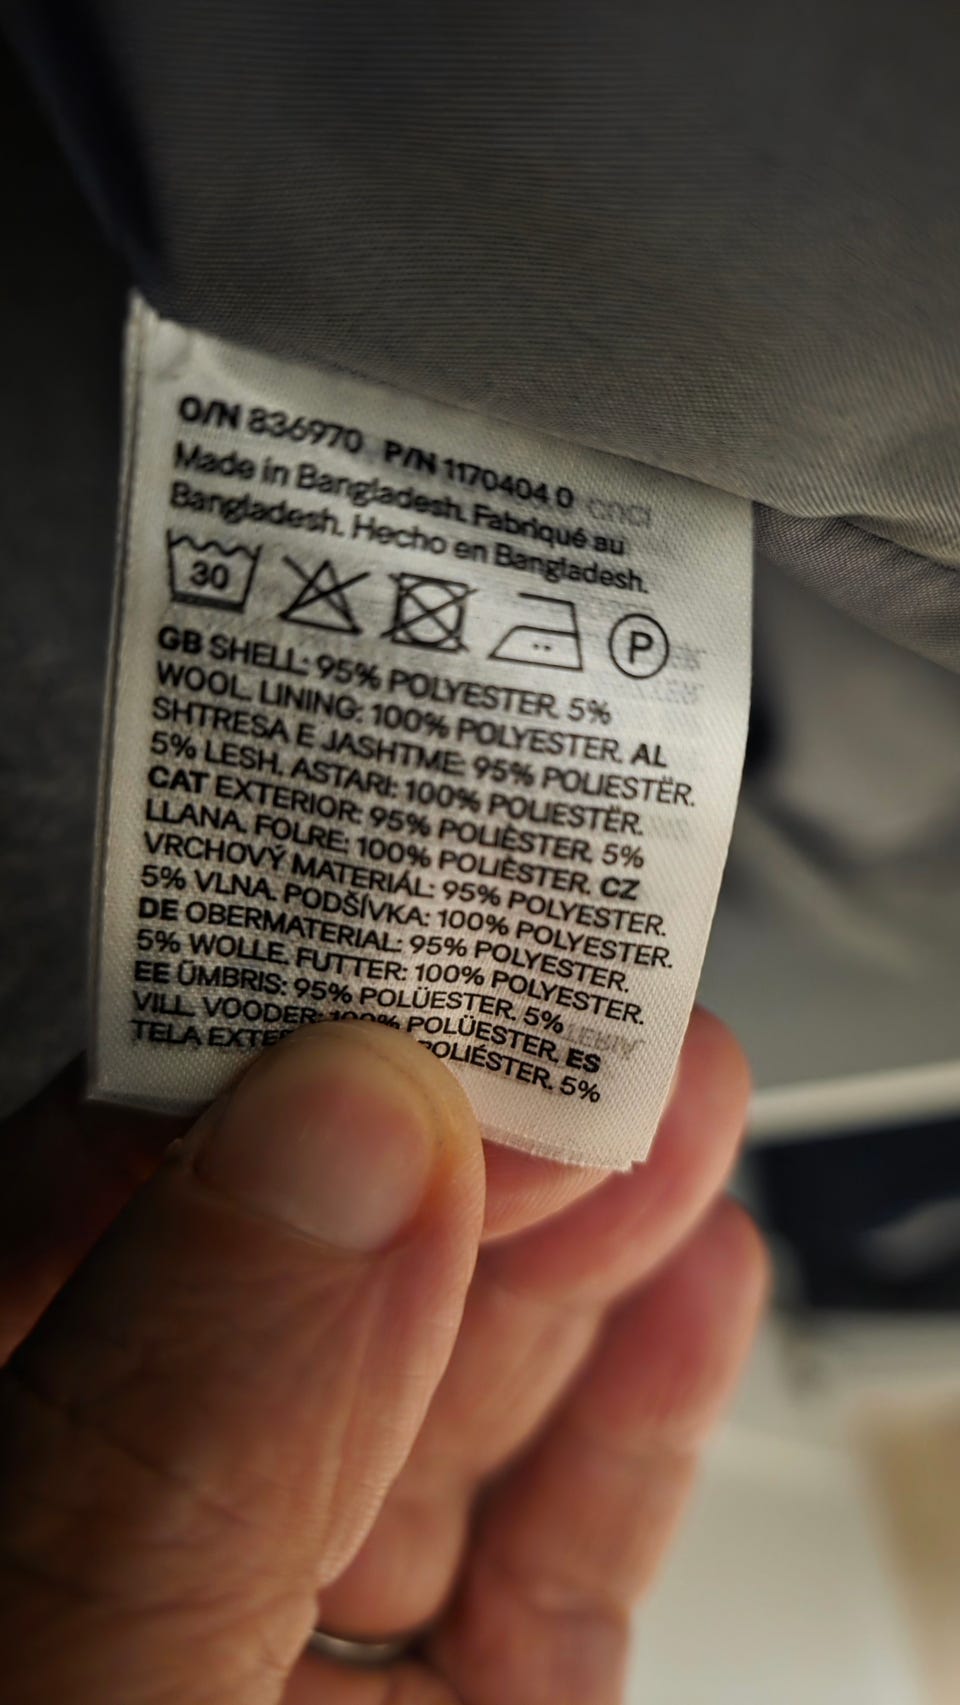 O/N 836970 P/N 1170404 0
Made in Bangladesh. Fabriqué au
Bangladesh. Hecho en Bangladesh.
30 P
GB SHELL: 95% POLYESTER. 5%
WOOL. LINING: 100% POLYESTER. AL
SHTRESA E JASHTME: 95% POLIESTËR.
5% LESH. ASTARI: 100% POLIESTËR.
CAT EXTERIOR: 95% POLIÈSTER. 5%
LLANA. FOLRE: 100% POLIÈSTER. CZ
VRCHOVÝ MATERIÁL: 95% POLYESTER.
5% VLNA. PODŠÍVKA: 100% POLYESTER.
DE OBERMATERIAL: 95% POLYESTER.
5% WOLLE. FUTTER: 100% POLYESTER.
EE ÜMBRIS: 95% POLÜESTER. 5%
VILL. VOODER: 100% POLÜESTER. ES
TELA POLIÉSTER. 5%